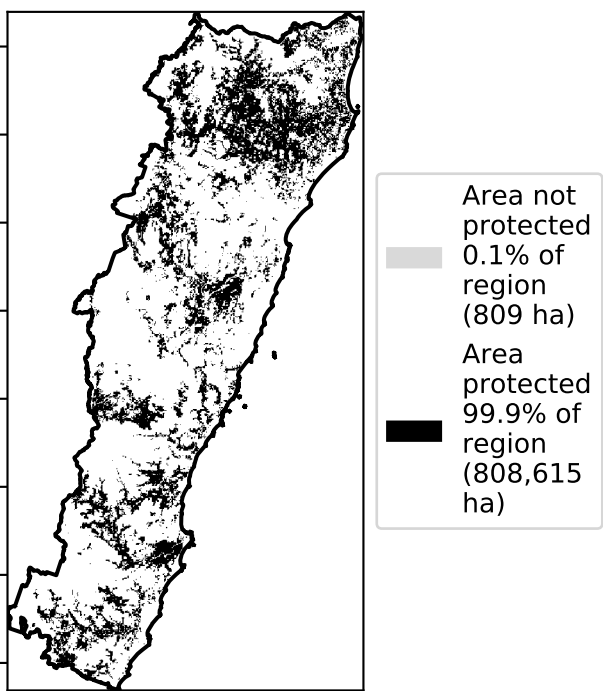 Area not
protected
0.1% of
region
(809 ha)
Area
protected
99.9% of
region
(808,615
ha)